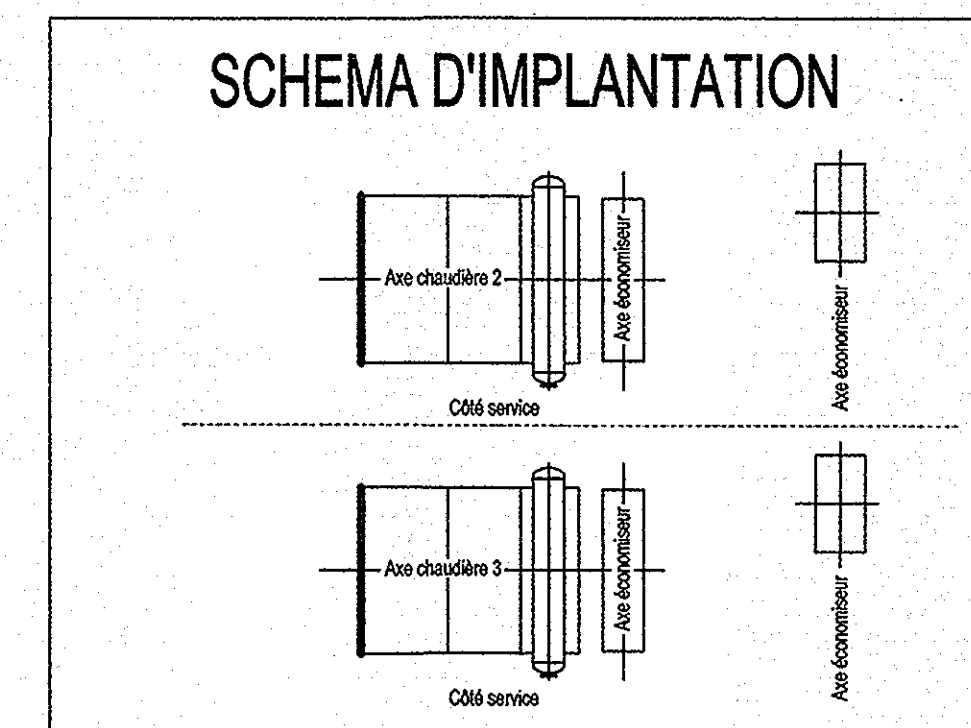 SCHEMA D'IMPLANTATION
Axe chaudière 2
Axe économiseur
Axe économiseur
Côté service
Axe chaudière 3
Axe économiseur
Axe économiseur
Côté service